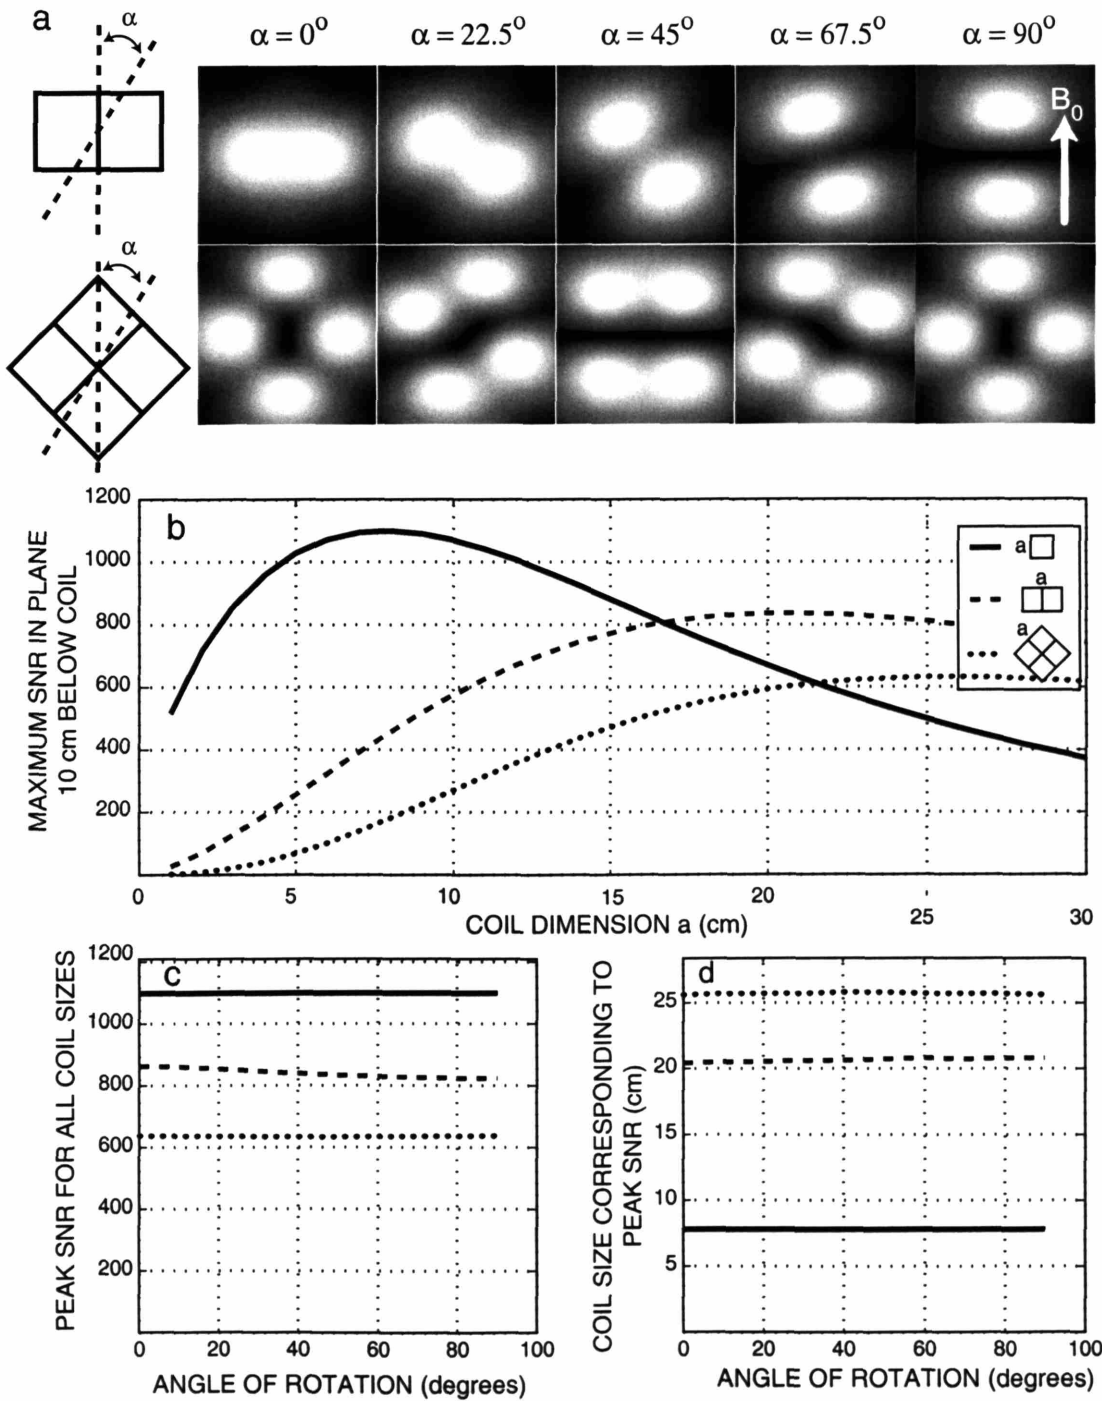 a
α
α = 0° α = 22.5° α = 45° α = 67.5° α = 90°
B0
α
b
MAXIMUM SNR IN PLANE
10 cm BELOW COIL
1200
1000
800
600
400
200
0 5 10 15 20 25 30
COIL DIMENSION a (cm)
a
a
a
c
PEAK SNR FOR ALL COIL SIZES
1200
1000
800
600
400
200
0 20 40 60 80 100
ANGLE OF ROTATION (degrees)
d
COIL SIZE CORRESPONDING TO
PEAK SNR (cm)
25
20
15
10
5
0 20 40 60 80 100
ANGLE OF ROTATION (degrees)